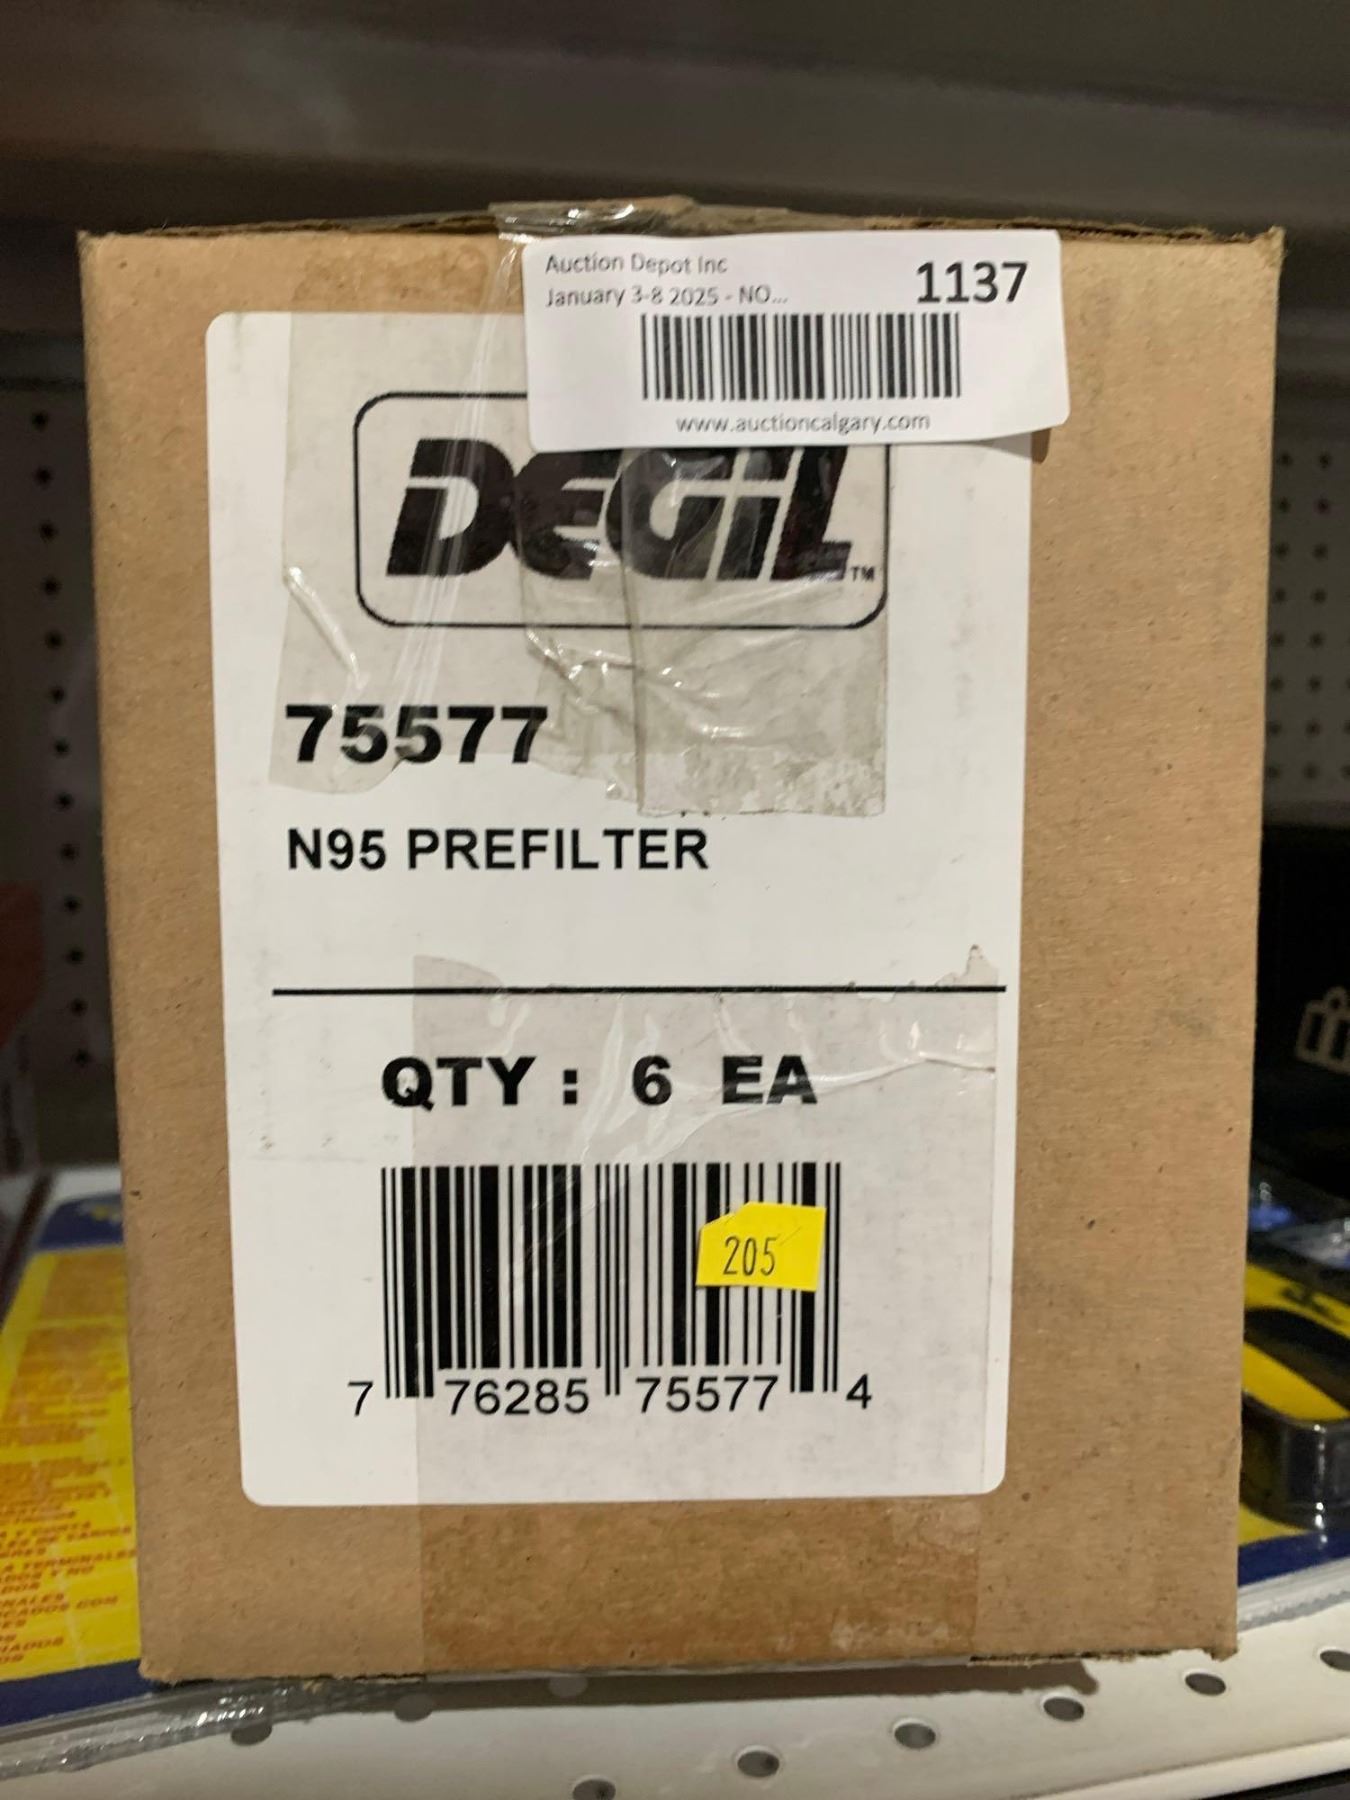 Auction Depot Inc
1137
January 3-8 2025 - NO...
www.auctioncalgary.com
DEGIL TM
75577
N95 PREFILTER
QTY : 6 EA
205
7 76285 75577 4